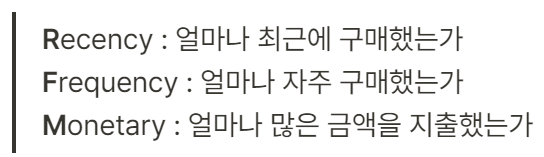 Recency : 얼마나 최근에 구매했는가
Frequency : 얼마나 자주 구매했는가
Monetary : 얼마나 많은 금액을 지출했는가